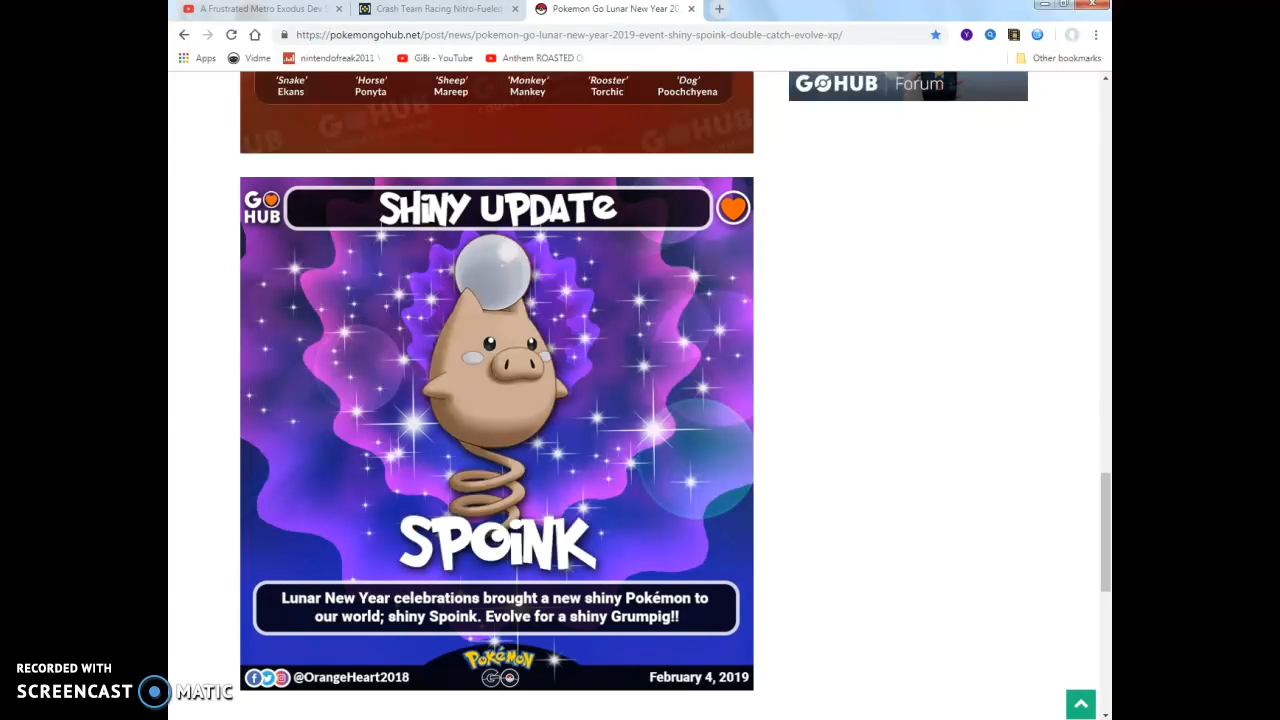 A Frustrated Metro Exodus Dev
Crash Team Racing Nitro-Fueled
Pokemon Go Lunar New Year 20
https://pokemongohub.net/post/news/pokemon-go-lunar-new-year-2019-event-shiny-spoink-double-catch-evolve-xp/
Apps
Vidme
nintendofreak2011
GiBi - YouTube
Anthem ROASTED
Other bookmarks
'Snake' 'Horse' 'Sheep' 'Monkey' 'Rooster' 'Dog'
Ekans Ponyta Mareep Mankey Torchic Poochchyena
GOHUB Forum
GO HUB
SHINY UPDATE
SPOINK
Lunar New Year celebrations brought a new shiny Pokémon to
our world; shiny Spoink. Evolve for a shiny Grumpig!!
POKéMON
GO
@OrangeHeart2018
February 4, 2019
RECORDED WITH
SCREENCAST MATIC